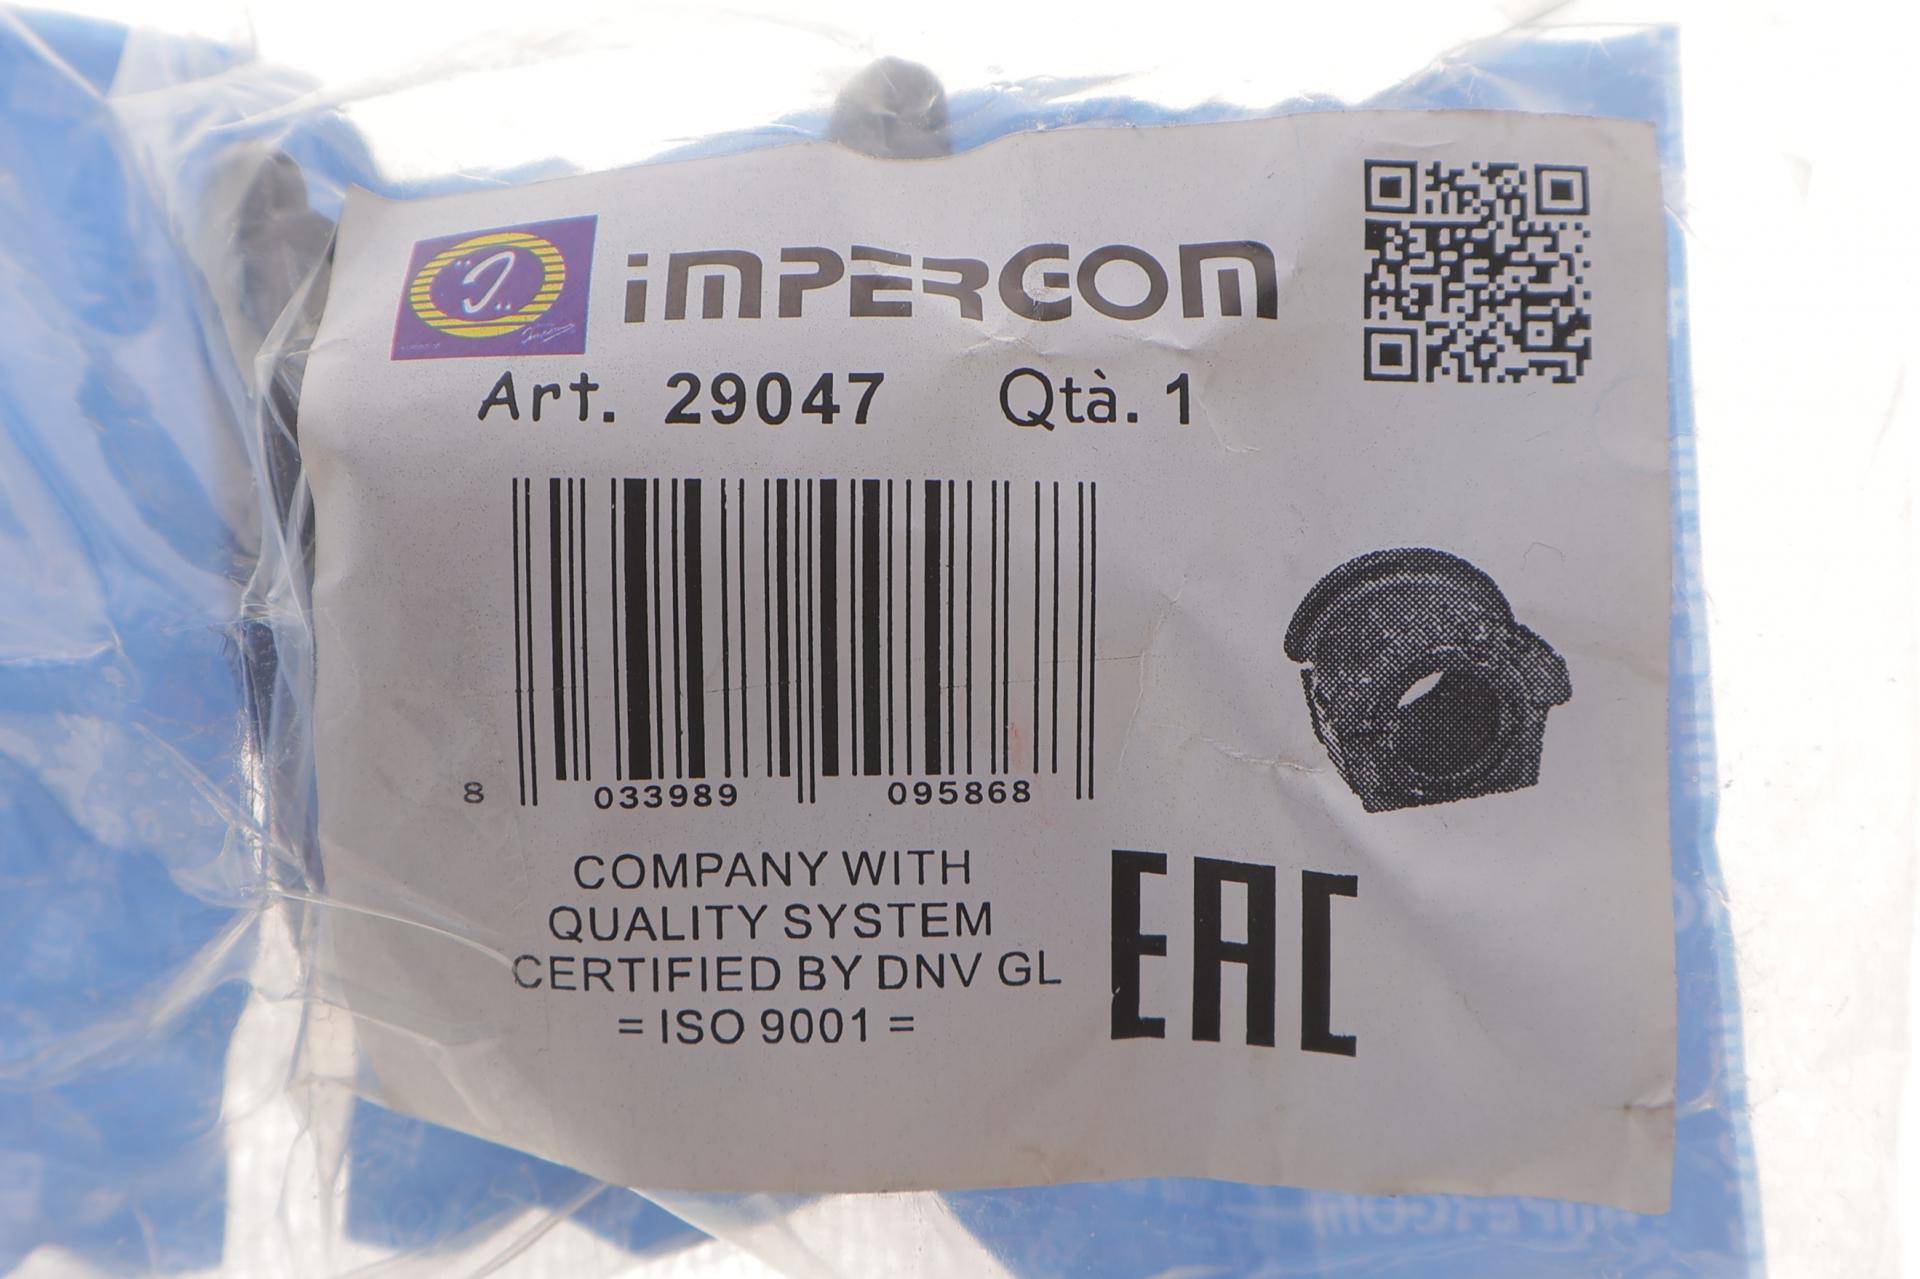 iMPERGOM
Art. 29047 Qtà. 1
8 033989 095868
COMPANY WITH
QUALITY SYSTEM
CERTIFIED BY DNV GL
= ISO 9001 =
EAC